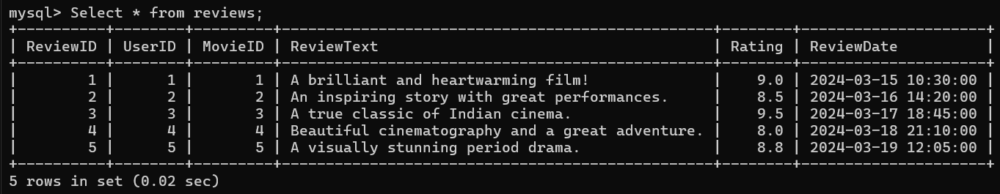 mysql> Select * from reviews;
+----------+--------+---------+-------------------------------------------------+--------+---------------------+
| ReviewID | UserID | MovieID | ReviewText                                      | Rating | ReviewDate          |
+----------+--------+---------+-------------------------------------------------+--------+---------------------+
|        1 |      1 |       1 | A brilliant and heartwarming film!              |    9.0 | 2024-03-15 10:30:00 |
|        2 |      2 |       2 | An inspiring story with great performances.     |    8.5 | 2024-03-16 14:20:00 |
|        3 |      3 |       3 | A true classic of Indian cinema.                |    9.5 | 2024-03-17 18:45:00 |
|        4 |      4 |       4 | Beautiful cinematography and a great adventure. |    8.0 | 2024-03-18 21:10:00 |
|        5 |      5 |       5 | A visually stunning period drama.               |    8.8 | 2024-03-19 12:05:00 |
+----------+--------+---------+-------------------------------------------------+--------+---------------------+
5 rows in set (0.02 sec)